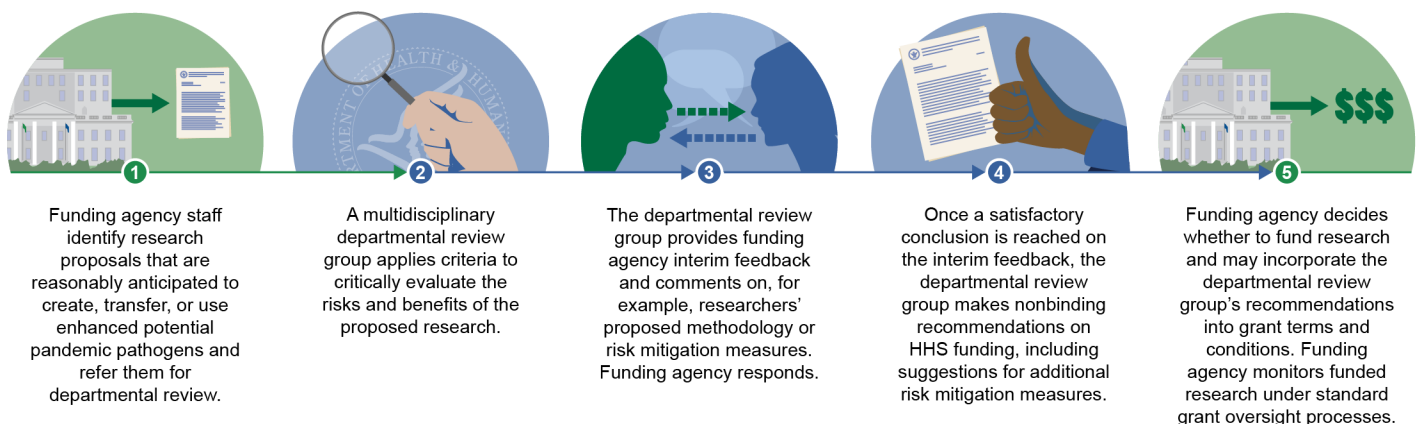 TMENT OF HEALTH & HUMAN
$$$
1
2
3
4
5
Funding agency staff
identify research
proposals that are
reasonably anticipated to
create, transfer, or use
enhanced potential
pandemic pathogens and
refer them for
departmental review.
A multidisciplinary
departmental review
group applies criteria to
critically evaluate the
risks and benefits of the
proposed research.
The departmental review
group provides funding
agency interim feedback
and comments on, for
example, researchers’
proposed methodology or
risk mitigation measures.
Funding agency responds.
Once a satisfactory
conclusion is reached on
the interim feedback, the
departmental review
group makes nonbinding
recommendations on
HHS funding, including
suggestions for additional
risk mitigation measures.
Funding agency decides
whether to fund research
and may incorporate the
departmental review
group’s recommendations
into grant terms and
conditions. Funding
agency monitors funded
research under standard
grant oversight processes.